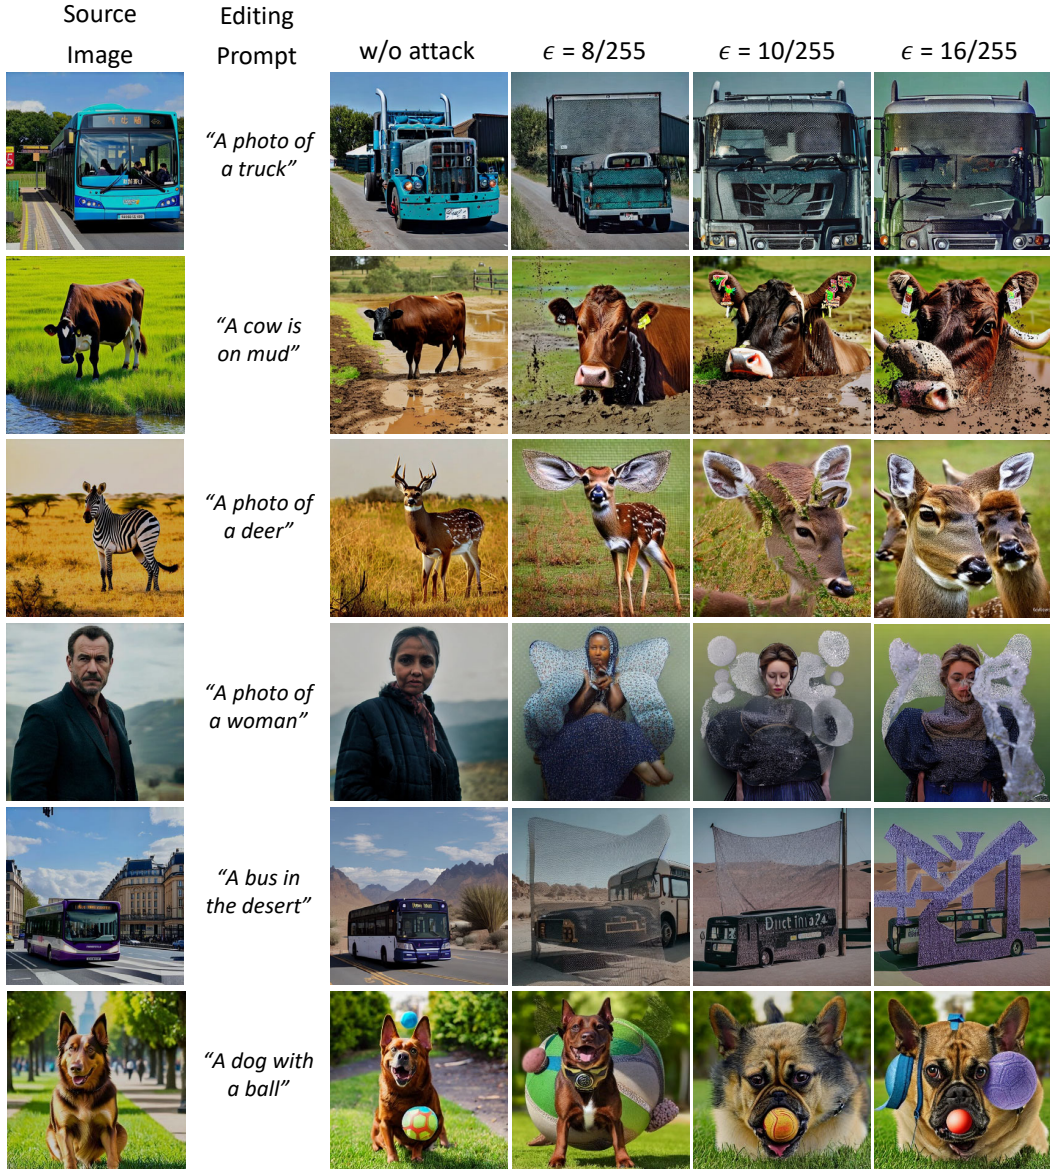 Source
Image
Editing
Prompt
w/o attack
ϵ = 8/255
ϵ = 10/255
ϵ = 16/255
“A photo of
a truck”
“A cow is
on mud”
“A photo of
a deer”
“A photo of
a woman”
“A bus in
the desert”
“A dog with
a ball”